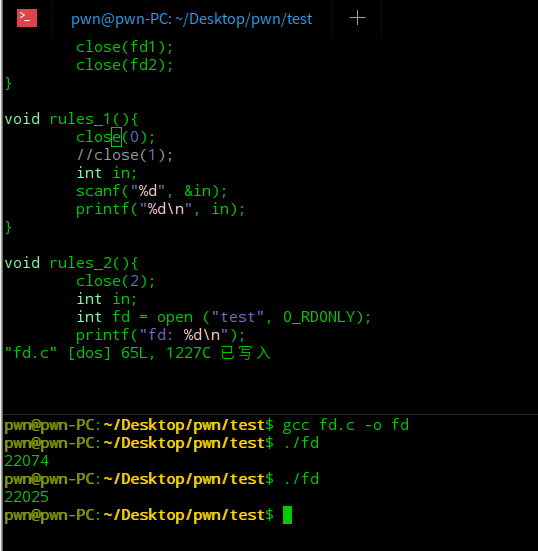 pwn@pwn-PC:~/Desktop/pwn/test
close(fd1);
close(fd2);
}
void rules_1(){
close(0);
//close(1);
int in;
scanf("%d", &in);
printf("%d\n", in);
}
void rules_2(){
close(2);
int in;
int fd = open ("test", O_RDONLY);
printf("fd: %d\n");
"fd.c" [dos] 65L, 1227C 已写入
pwn@pwn-PC:~/Desktop/pwn/test$ gcc fd.c -o fd
pwn@pwn-PC:~/Desktop/pwn/test$ ./fd
22074
pwn@pwn-PC:~/Desktop/pwn/test$ ./fd
22025
pwn@pwn-PC:~/Desktop/pwn/test$